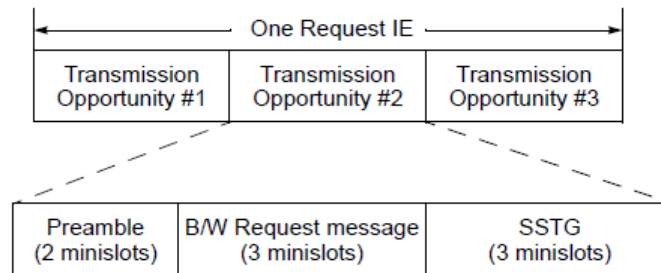 One Request IE
Transmission Opportunity #1
Transmission Opportunity #2
Transmission Opportunity #3
Preamble
(2 minislots)
B/W Request message
(3 minislots)
SSTG
(3 minislots)